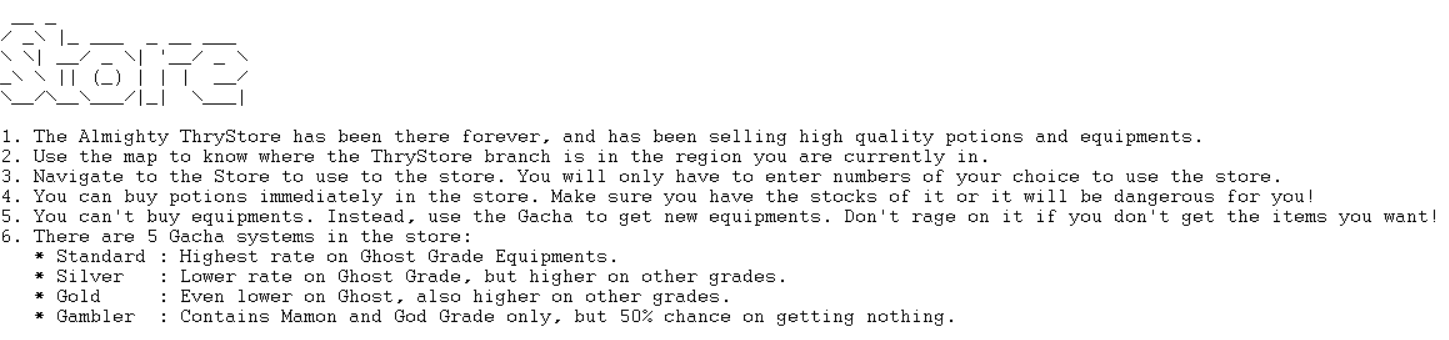 Store
1. The Almighty ThryStore has been there forever, and has been selling high quality potions and equipments.
2. Use the map to know where the ThryStore branch is in the region you are currently in.
3. Navigate to the Store to use to the store. You will only have to enter numbers of your choice to use the store.
4. You can buy potions immediately in the store. Make sure you have the stocks of it or it will be dangerous for you!
5. You can't buy equipments. Instead, use the Gacha to get new equipments. Don't rage on it if you don't get the items you want!
6. There are 5 Gacha systems in the store:
* Standard : Highest rate on Ghost Grade Equipments.
* Silver : Lower rate on Ghost Grade, but higher on other grades.
* Gold : Even lower on Ghost, also higher on other grades.
* Gambler : Contains Mamon and God Grade only, but 50% chance on getting nothing.